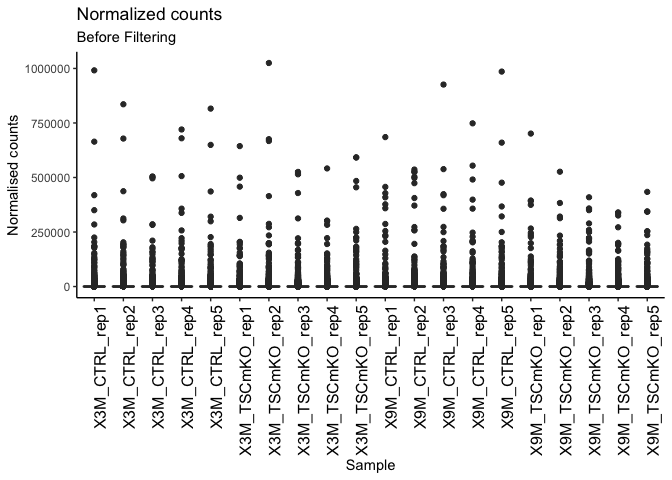 Normalized counts
Before Filtering
Normalised counts
1000000
750000
500000
250000
0
X3M_CTRL_rep1
X3M_CTRL_rep2
X3M_CTRL_rep3
X3M_CTRL_rep4
X3M_CTRL_rep5
X3M_TSCmKO_rep1
X3M_TSCmKO_rep2
X3M_TSCmKO_rep3
X3M_TSCmKO_rep4
X3M_TSCmKO_rep5
X9M_CTRL_rep1
X9M_CTRL_rep2
X9M_CTRL_rep3
X9M_CTRL_rep4
X9M_CTRL_rep5
X9M_TSCmKO_rep1
X9M_TSCmKO_rep2
X9M_TSCmKO_rep3
X9M_TSCmKO_rep4
X9M_TSCmKO_rep5
Sample